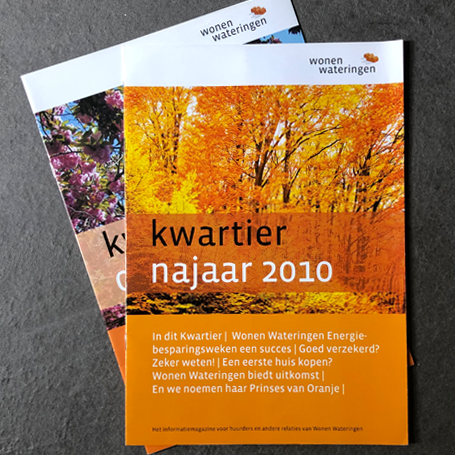 wonen
wateringen
wonen
wateringen
kwartier
najaar 2010
In dit Kwartier | Wonen Wateringen Energie-
besparingsweken een succes | Goed verzekerd?
Zeker weten! | Een eerste huis kopen?
Wonen Wateringen biedt uitkomst |
En we noemen haar Prinses van Oranje |
Het informatiemagazine voor huurders en andere relaties van Wonen Wateringen